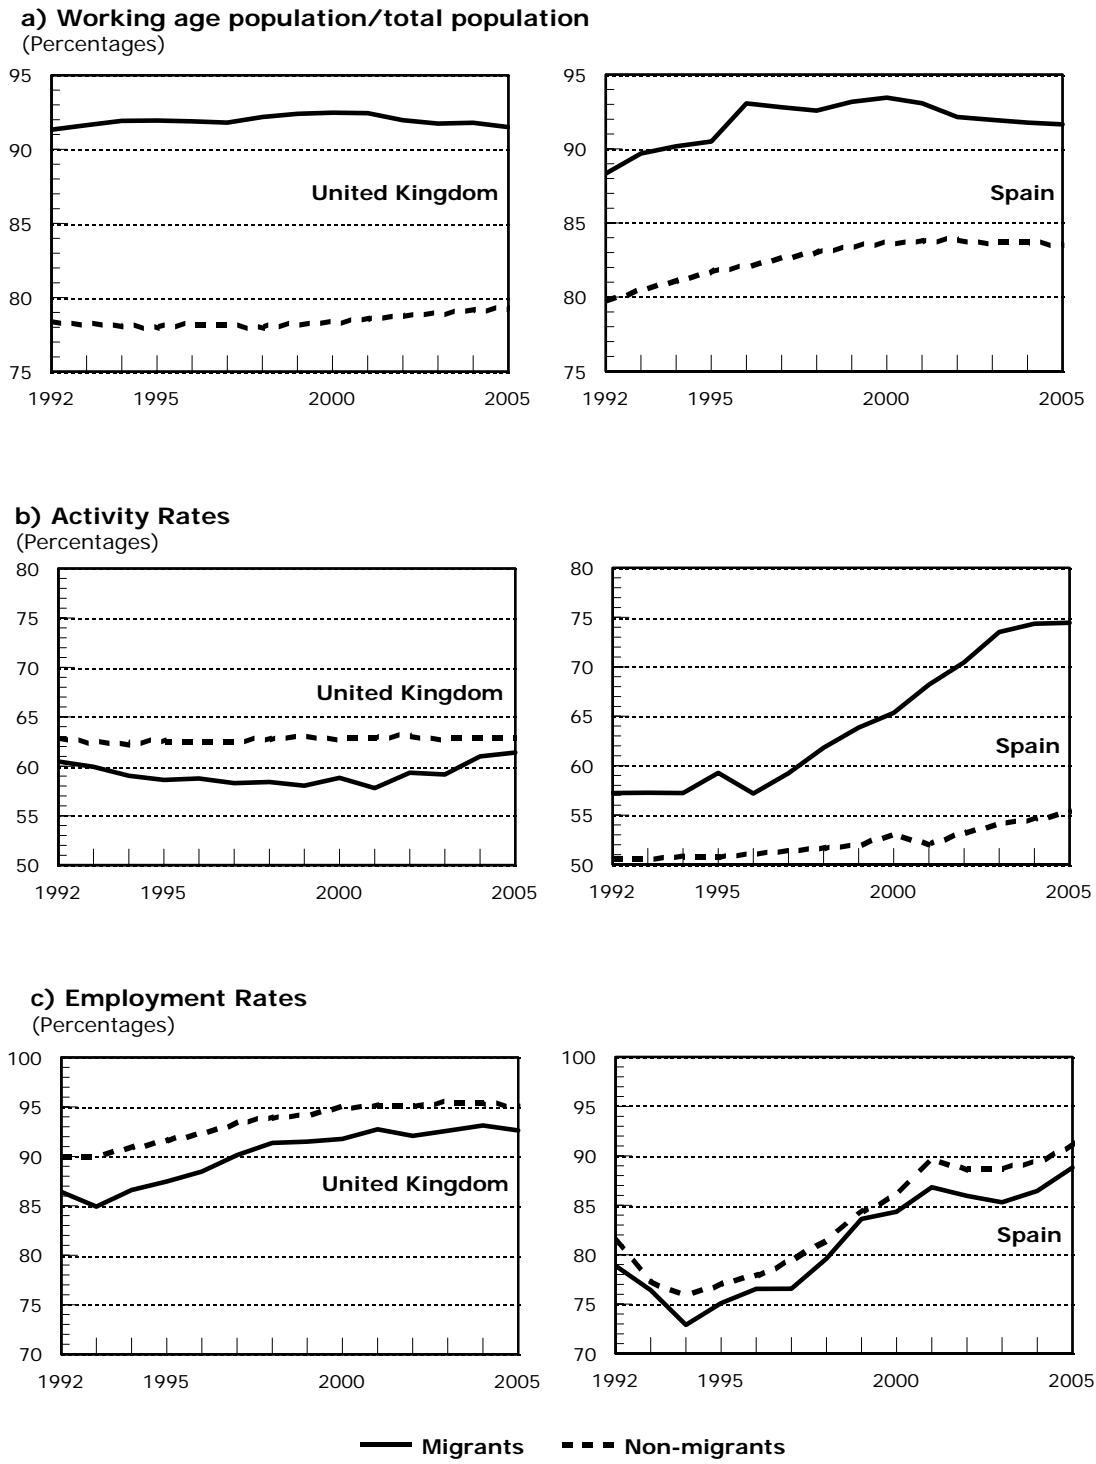 a) Working age population/total population
(Percentages)
95
90
85
80
75
United Kingdom
1992 1995 2000 2005
95
90
85
80
75
Spain
1992 1995 2000 2005
b) Activity Rates
(Percentages)
80
75
70
65
60
55
50
United Kingdom
1992 1995 2000 2005
80
75
70
65
60
55
50
Spain
1992 1995 2000 2005
c) Employment Rates
(Percentages)
100
95
90
85
80
75
70
United Kingdom
1992 1995 2000 2005
100
95
90
85
80
75
70
Spain
1992 1995 2000 2005
Migrants Non-migrants